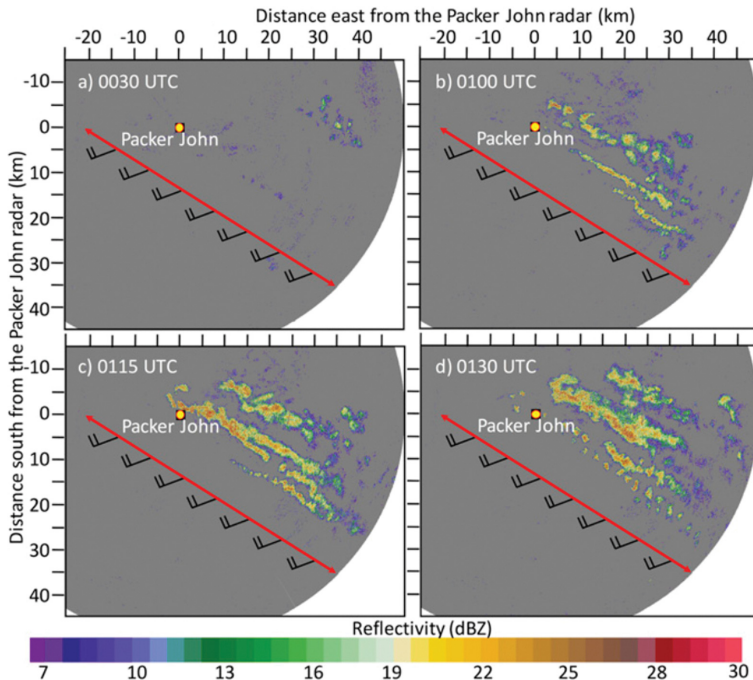 Distance east from the Packer John radar (km)
-20 -10 0 10 20 30 40 -20 -10 0 10 20 30 40
Distance south from the Packer John radar (km)
-10
0
10
20
30
40
a) 0030 UTC
Packer John
b) 0100 UTC
Packer John
-10
0
10
20
30
40
c) 0115 UTC
Packer John
d) 0130 UTC
Packer John
Reflectivity (dBZ)
7 10 13 16 19 22 25 28 30